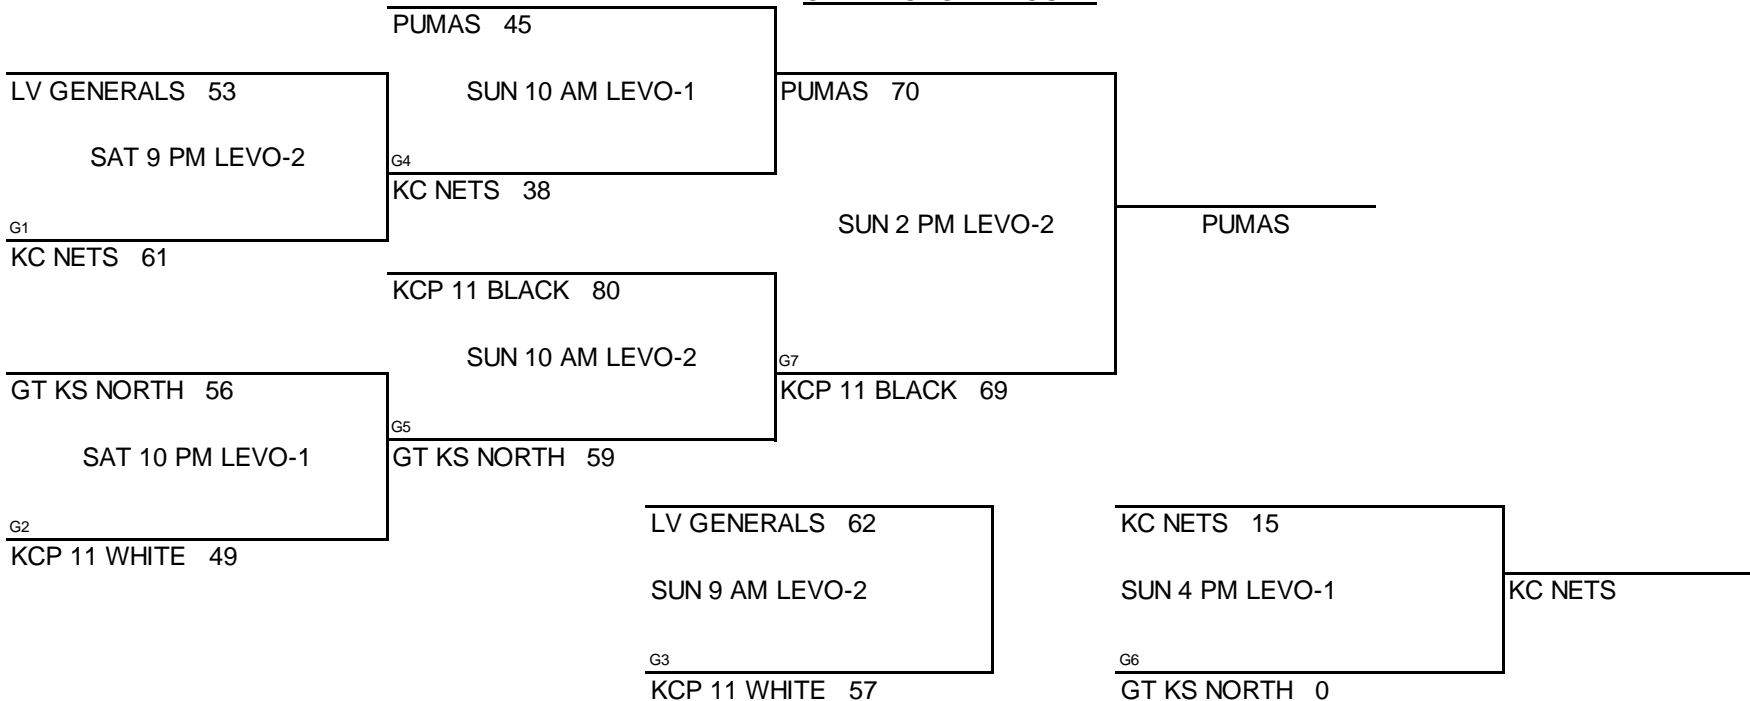 PUMAS 45
LV GENERALS 53
SUN 10 AM LEVO-1
PUMAS 70
SAT 9 PM LEVO-2
G4
KC NETS 38
G1
SUN 2 PM LEVO-2
PUMAS
KC NETS 61
KCP 11 BLACK 80
SUN 10 AM LEVO-2
G7
GT KS NORTH 56
KCP 11 BLACK 69
G5
SAT 10 PM LEVO-1
GT KS NORTH 59
G2
LV GENERALS 62
KC NETS 15
KCP 11 WHITE 49
SUN 9 AM LEVO-2
SUN 4 PM LEVO-1
KC NETS
G3
G6
KCP 11 WHITE 57
GT KS NORTH 0